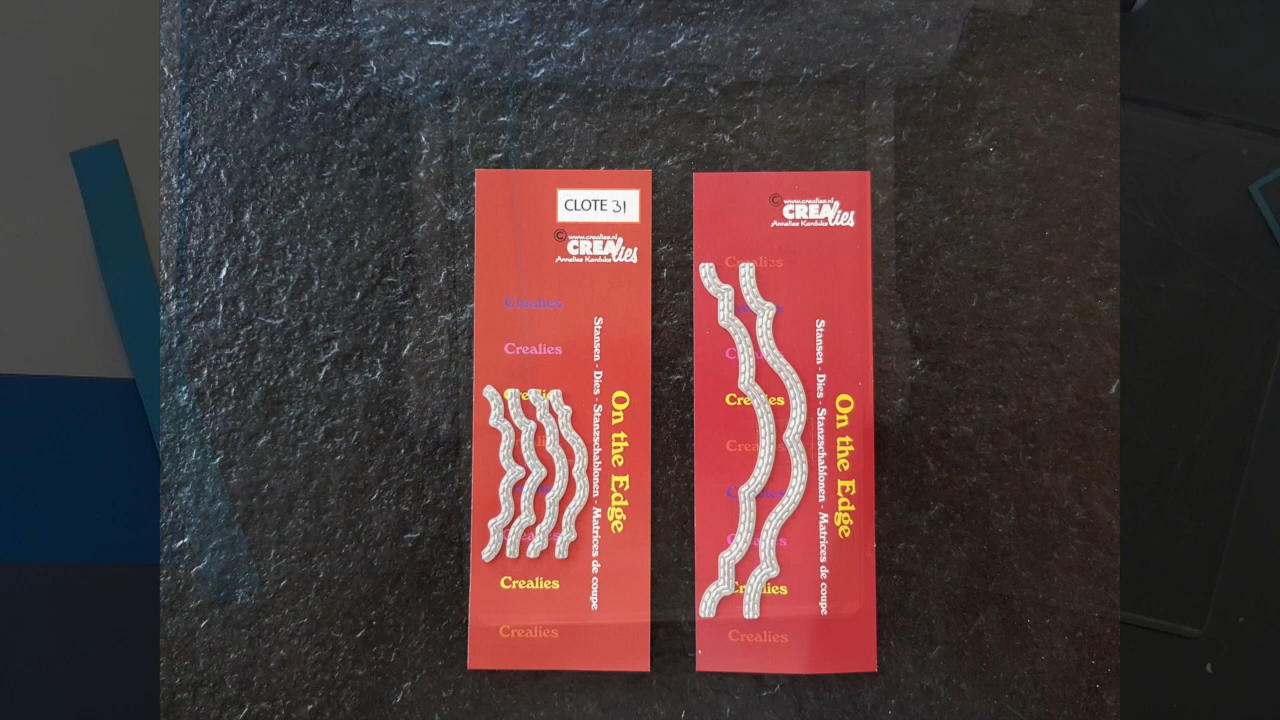 CLOTE 31
© www.crealies.nl
CREAlies
Annelies Karduks
Crealies
Crealies
Crealies
Crealies
Stansen - Dies - Stanzschablonen - Matrices de coupe
On the Edge
© www.crealies.nl
CREAlies
Annelies Karduks
Crealies
Crealies
Stansen - Dies - Stanzschablonen - Matrices de coupe
On the Edge